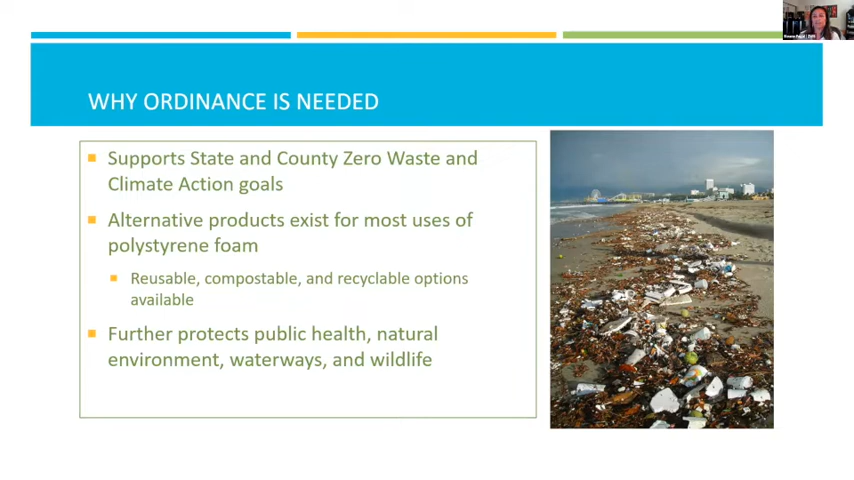 WHY ORDINANCE IS NEEDED
Supports State and County Zero Waste and
Climate Action goals
Alternative products exist for most uses of
polystyrene foam
Reusable, compostable, and recyclable options
available
Further protects public health, natural
environment, waterways, and wildlife